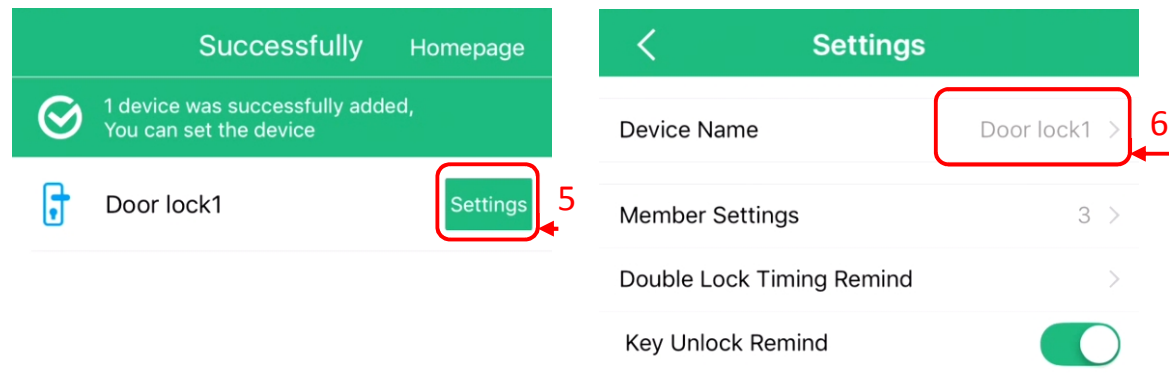 Successfully
Homepage
1 device was successfully added,
You can set the device
Door lock1
Settings
5
Settings
Device Name
Door lock1
6
Member Settings
3
Double Lock Timing Remind
Key Unlock Remind